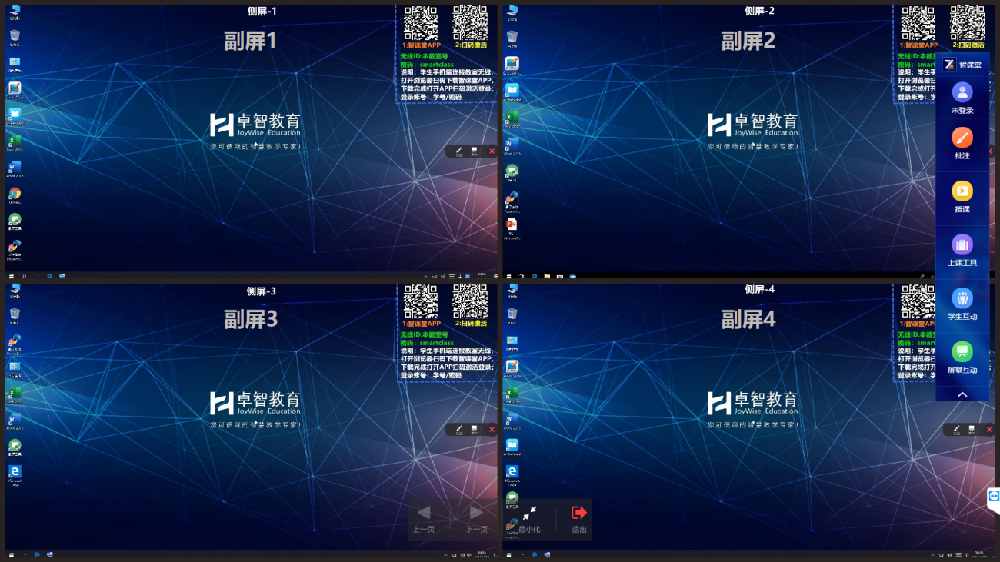 侧屏-1
副屏1
1:智课堂APP
2:扫码激活
无线ID:本教室号
密码：smartclass
说明：学生手机端连接教室无线，
打开浏览器扫码下载智课堂APP，
下载完成打开APP扫码激活登录；
登录账号：学号/密码
卓智教育
JoyWise Education
您可信赖的智慧教学专家！
侧屏-2
副屏2
1:智课堂APP
2:扫码激活
无线ID:本教室号
密码：smart
说明：学生手
打开浏览器扫
下载完成打开
登录账号：学
卓智教育
JoyWise Education
您可信赖的智慧教学专家！
智课堂
未登录
批注
授课
上课工具
学生互动
屏幕互动
侧屏-3
副屏3
1:智课堂APP
2:扫码激活
无线ID:本教室号
密码：smartclass
说明：学生手机端连接教室无线，
打开浏览器扫码下载智课堂APP，
下载完成打开APP扫码激活登录；
登录账号：学号/密码
卓智教育
JoyWise Education
您可信赖的智慧教学专家！
上一页
下一页
侧屏-4
副屏4
1:智课堂APP
无线ID:本教室号
密码：smart
说明：学生手
打开浏览器扫
下载完成打开
登录账号：学
卓智教育
JoyWise Education
您可信赖的智慧教学专家！
最小化
退出